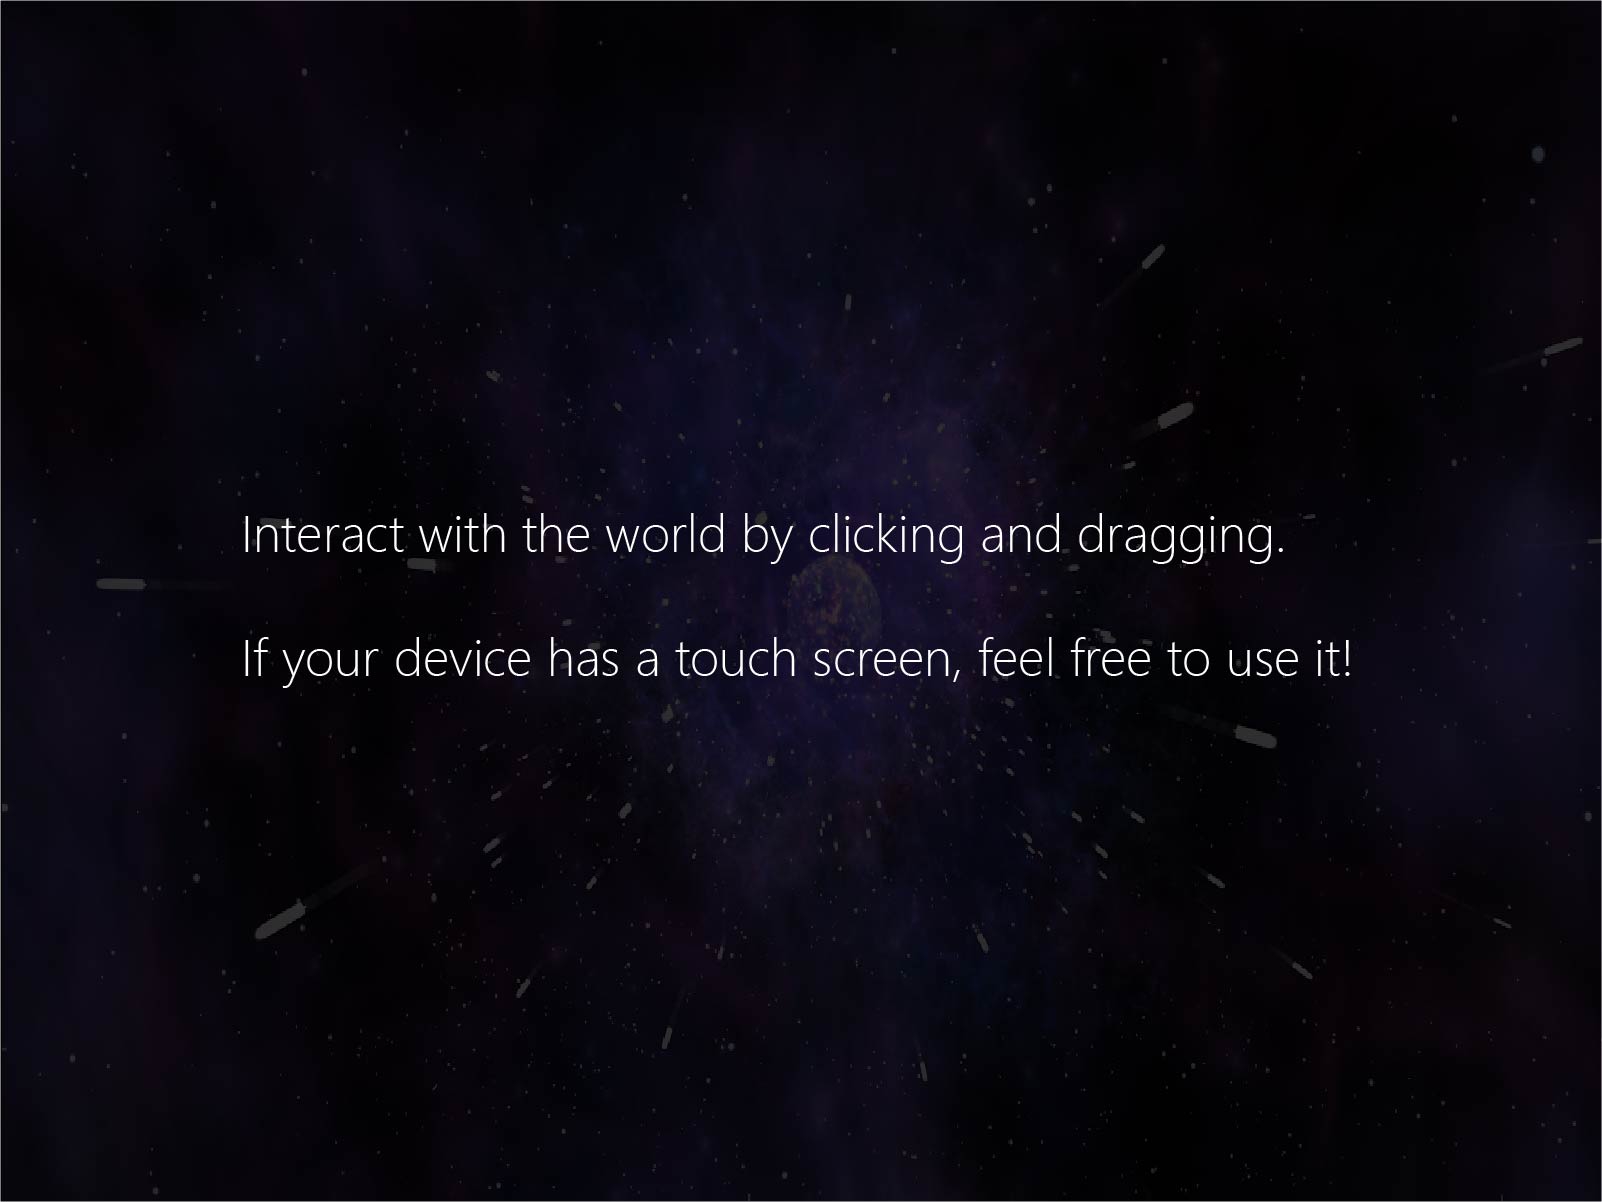 Interact with the world by clicking and dragging.
If your device has a touch screen, feel free to use it!